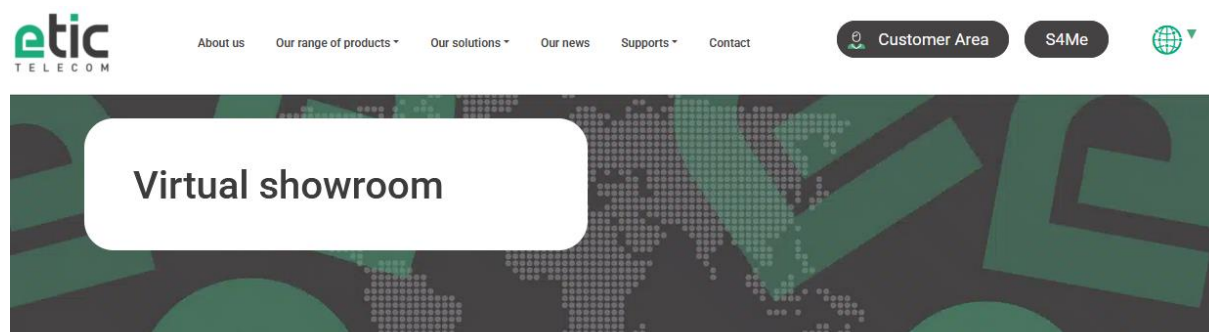 etic
TELECOM
About us Our range of products Our solutions Our news Supports Contact Customer Area S4Me
Virtual showroom